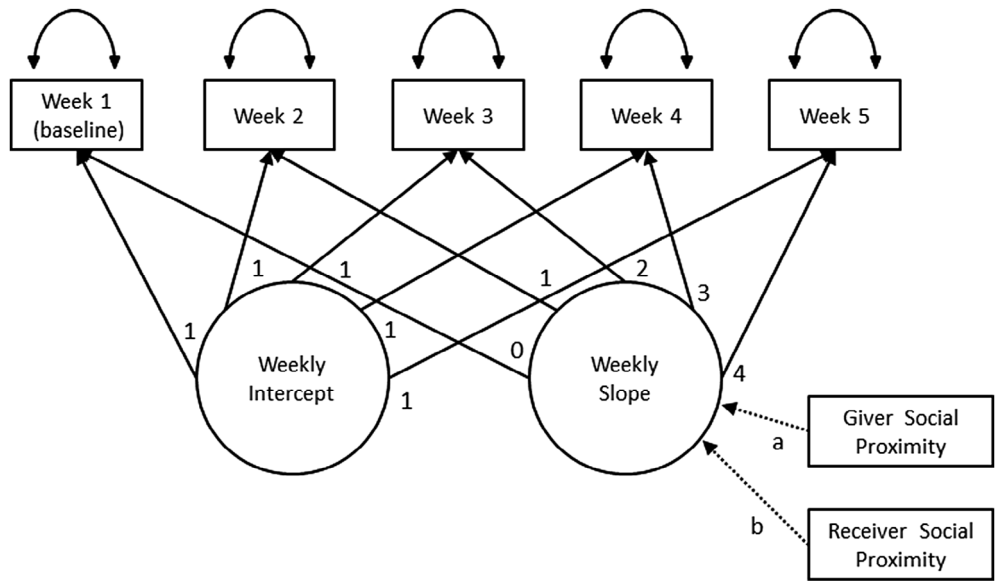 Week 1
(baseline)
Week 2
Week 3
Week 4
Week 5
1
1
1
1
1
0
1
2
3
4
Weekly
Intercept
Weekly
Slope
Giver Social
Proximity
a
Receiver Social
Proximity
b